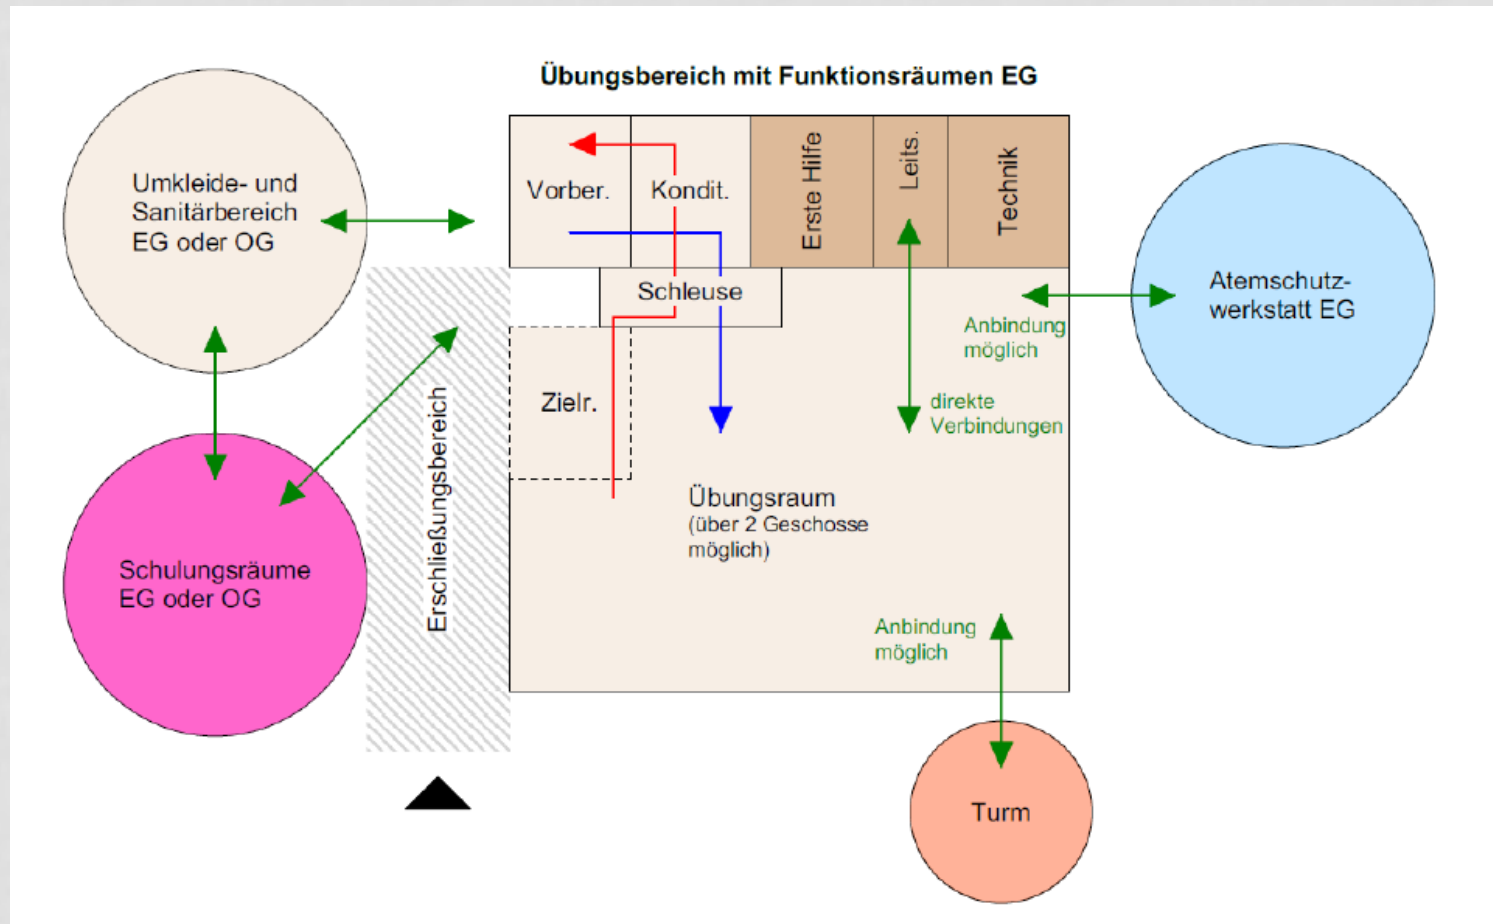 Übungsbereich mit Funktionsräumen EG
Umkleide- und
Sanitärbereich
EG oder OG
Vorber.
Kondit.
Erste Hilfe
Leits.
Technik
Schleuse
Atemschutz-
werkstatt EG
Anbindung
möglich
Zielr.
direkte
Verbindungen
Erschließungsbereich
Übungsraum
(über 2 Geschosse
möglich)
Schulungsräume
EG oder OG
Anbindung
möglich
Turm